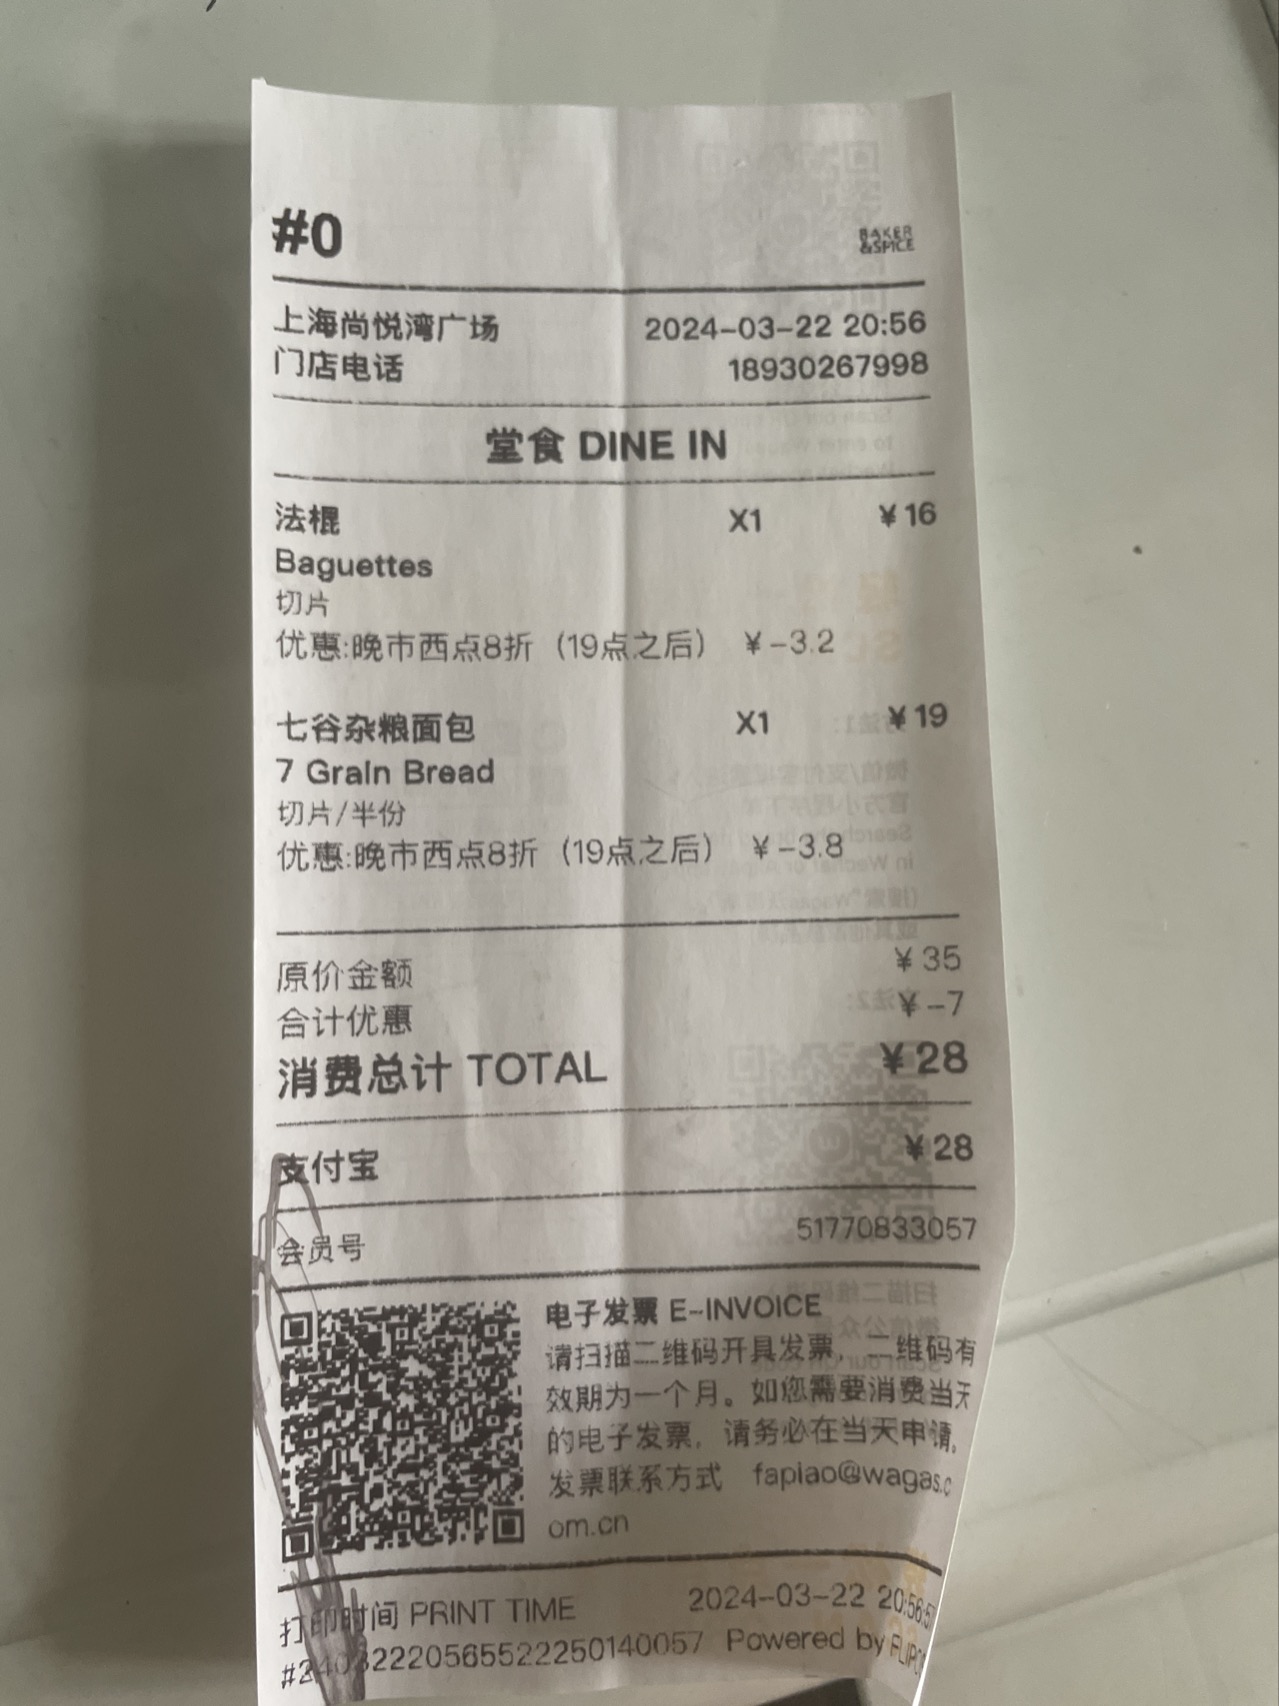 #0
BAKER
&SPICE
上海尚悦湾广场 2024-03-22 20:56
门店电话 18930267998
堂食 DINE IN
法棍 X1 ¥16
Baguettes
切片
优惠:晚市西点8折（19点之后） ¥-3.2
七谷杂粮面包 X1 ¥19
7 Grain Bread
切片/半份
优惠:晚市西点8折（19点之后） ¥-3.8
原价金额 ¥35
合计优惠 ¥-7
消费总计 TOTAL ¥28
支付宝 ¥28
会员号 51770833057
电子发票 E-INVOICE
请扫描二维码开具发票，二维码有
效期为一个月。如您需要消费当天
的电子发票，请务必在当天申请。
发票联系方式 fapiao@wagas.c
om.cn
打印时间 PRINT TIME 2024-03-22 20:56:5
Powered by